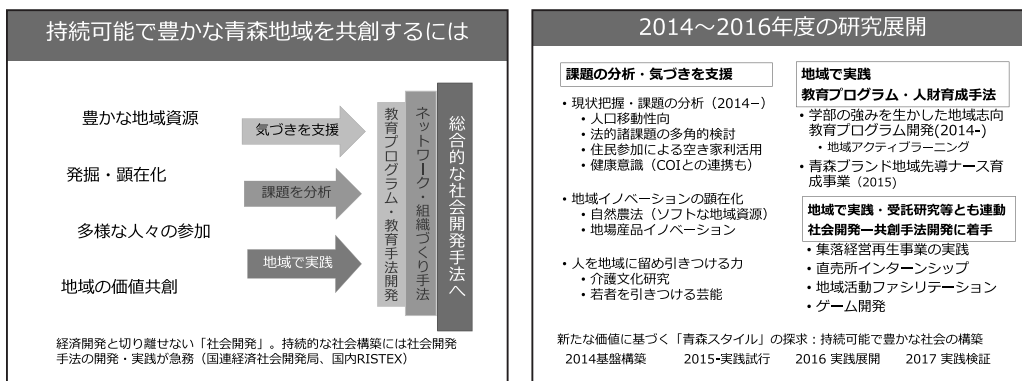 持続可能で豊かな青森地域を共創するには
豊かな地域資源
発掘・顕在化
多様な人々の参加
地域の価値共創
気づきを支援
課題を分析
地域で実践
教育プログラム・教育手法開発
ネットワーク・組織づくり手法
総合的な社会開発手法へ
経済開発と切り離せない「社会開発」。持続的な社会構築には社会開発
手法の開発・実践が急務（国連経済社会開発局、国内RISTEX）
2014～2016年度の研究展開
課題の分析・気づきを支援
・現状把握・課題の分析（2014−）
・人口移動性向
・法的諸課題の多角的検討
・住民参加による空き家利活用
・健康意識（COIとの連携も）
・地域イノベーションの顕在化
・自然農法（ソフトな地域資源）
・地場産品イノベーション
・人を地域に留め引きつける力
・介護文化研究
・若者を引きつける芸能
地域で実践
教育プログラム・人財育成手法
・学部の強みを生かした地域志向
教育プログラム開発(2014-)
・地域アクティブラーニング
・青森ブランド地域先導ナース育
成事業（2015）
地域で実践・受託研究等とも連動
社会開発ー共創手法開発に着手
・集落経営再生事業の実践
・直売所インターンシップ
・地域活動ファシリテーション
・ゲーム開発
新たな価値に基づく「青森スタイル」の探求：持続可能で豊かな社会の構築
2014基盤構築 2015-実践試行 2016 実践展開 2017 実践検証